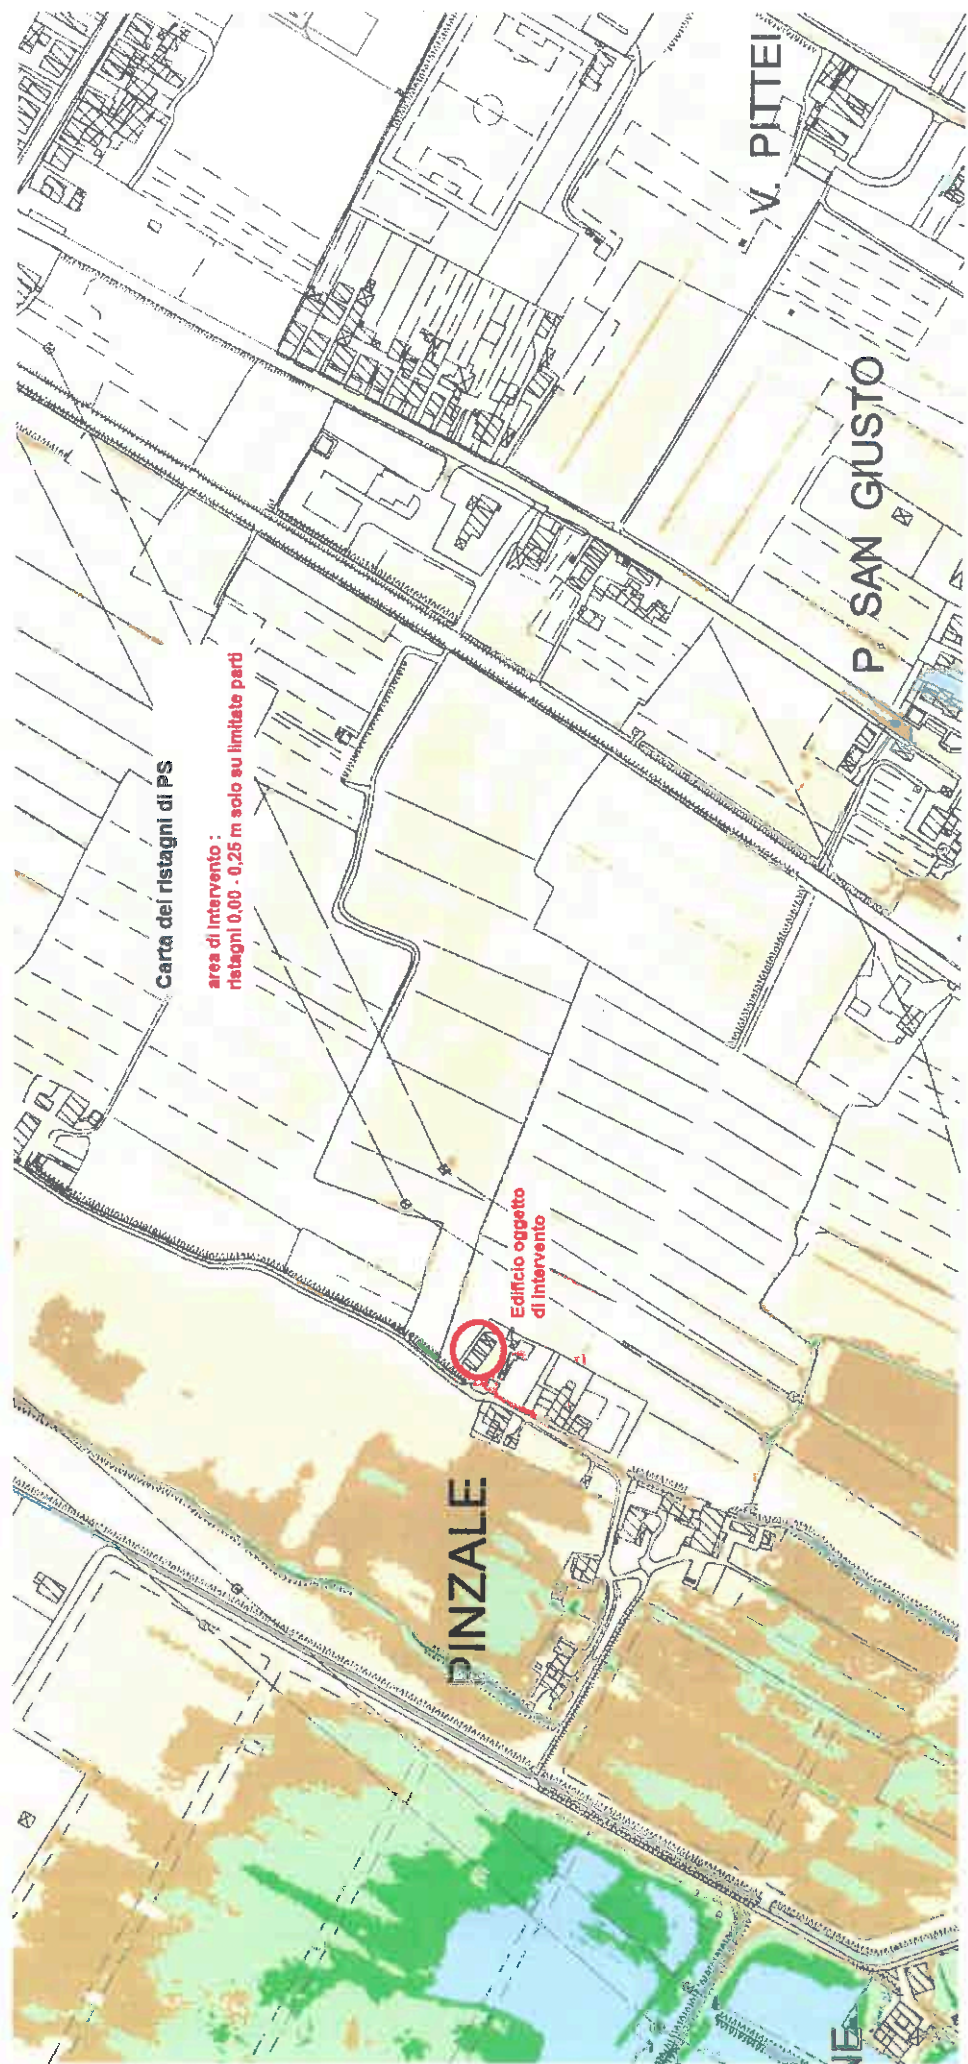 Carta dei ristagni di PS
area di intervento :
ristagni 0,00 - 0,25 m solo su limitate parti
Edificio oggetto
di intervento
PINZALE
V. PITTEI
P SAN GIUSTO
NE